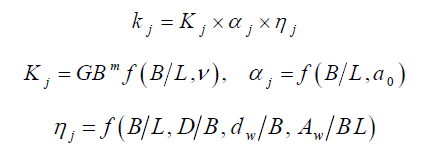 k_j = K_j × α_j × η_j
K_j = GB^m f(B/L,ν), α_j = f(B/L,a_0)
η_j = f(B/L, D/B, d_w/B, A_w/BL)